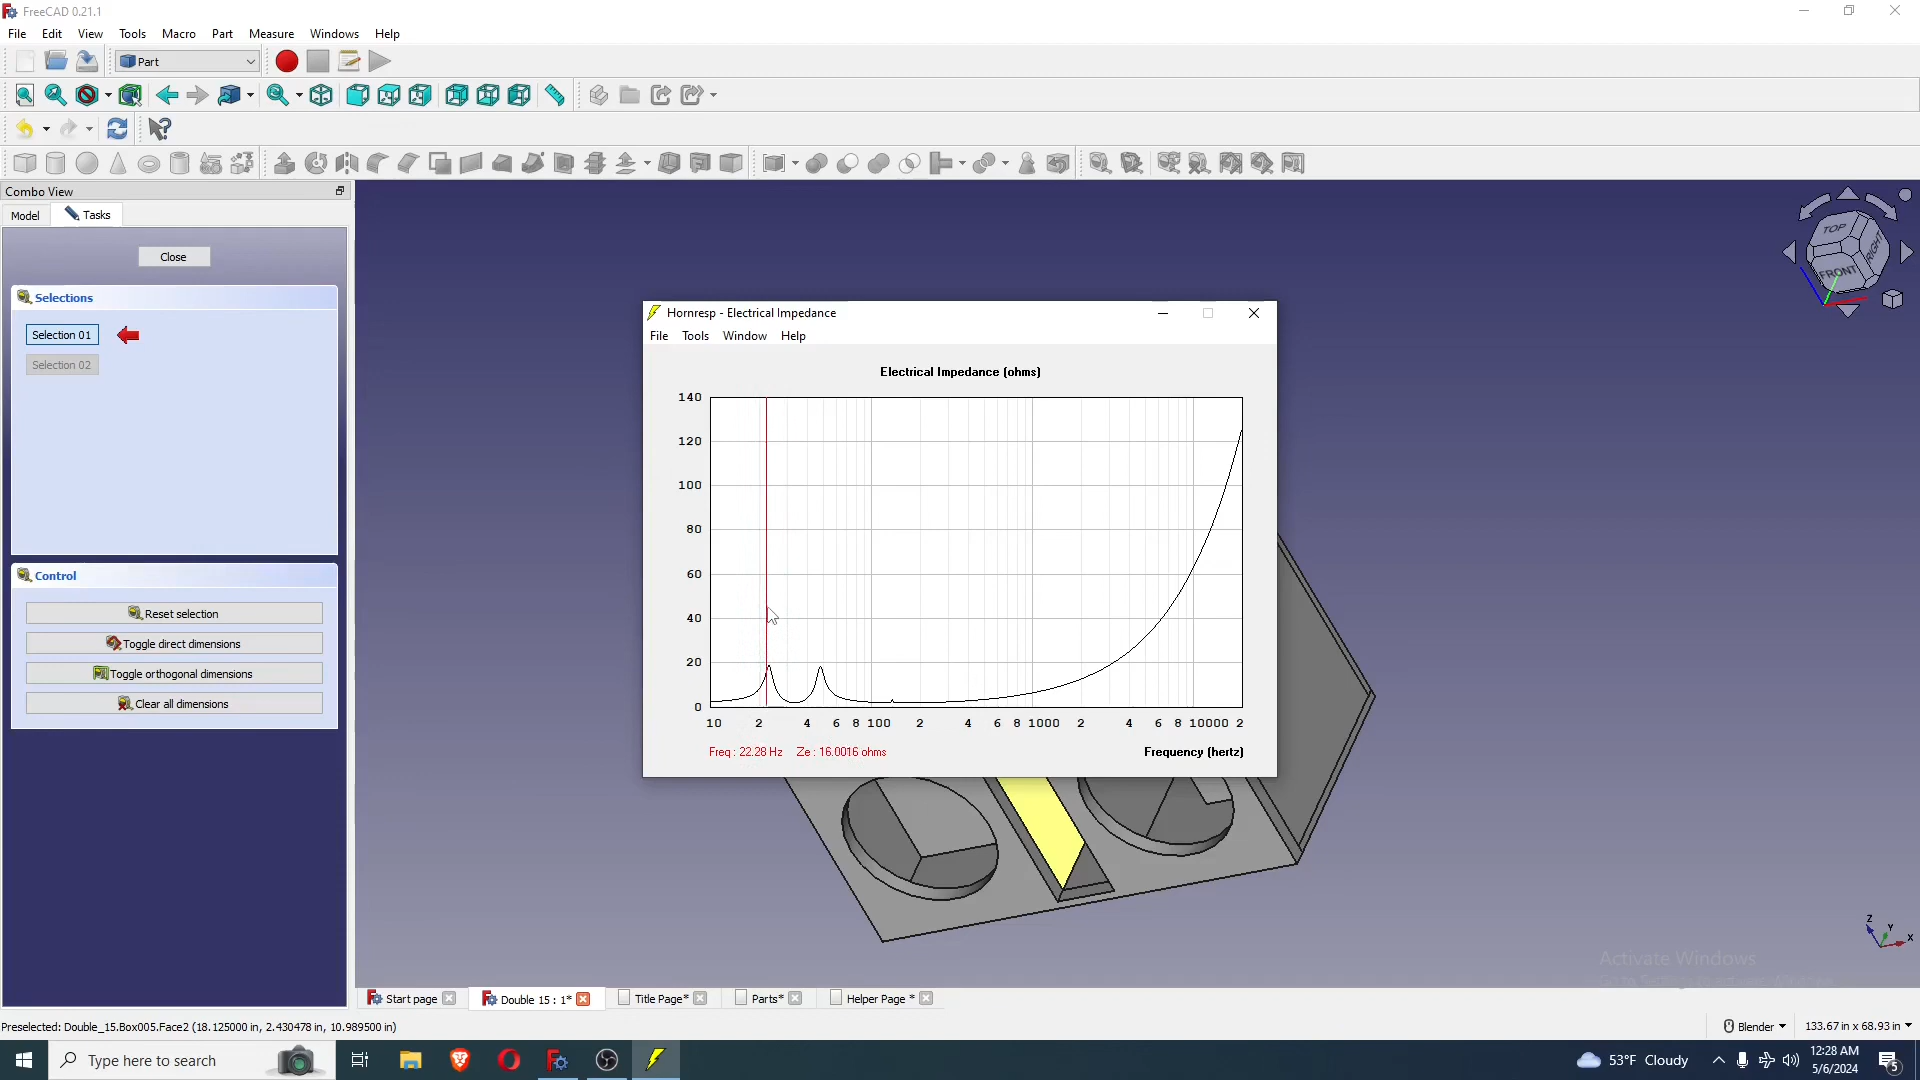 FreeCAD 0.21.1
File Edit View Tools Macro Part Measure Windows Help
Part
Combo View
Model Tasks
Close
Selections
Selection 01
Selection 02
Control
Reset selection
Toggle direct dimensions
Toggle orthogonal dimensions
Clear all dimensions
TOP
FRONT
RIGHT
Hornresp - Electrical Impedance
File Tools Window Help
Electrical Impedance (ohms)
140
120
100
80
60
40
20
0
10 2 4 6 8 100 2 4 6 8 1000 2 4 6 8 10000 2
Freq : 22.28 Hz Ze : 16.0016 ohms Frequency (hertz)
Z
Y
X
Activate Windows
Start page Double 15 : 1* Title Page* Parts* Helper Page *
Preselected: Double_15.Box005.Face2 (18.125000 in, 2.430478 in, 10.989500 in) Blender 133.67 in x 68.93 in
Type here to search 53°F Cloudy 12:28 AM
5/6/2024
5